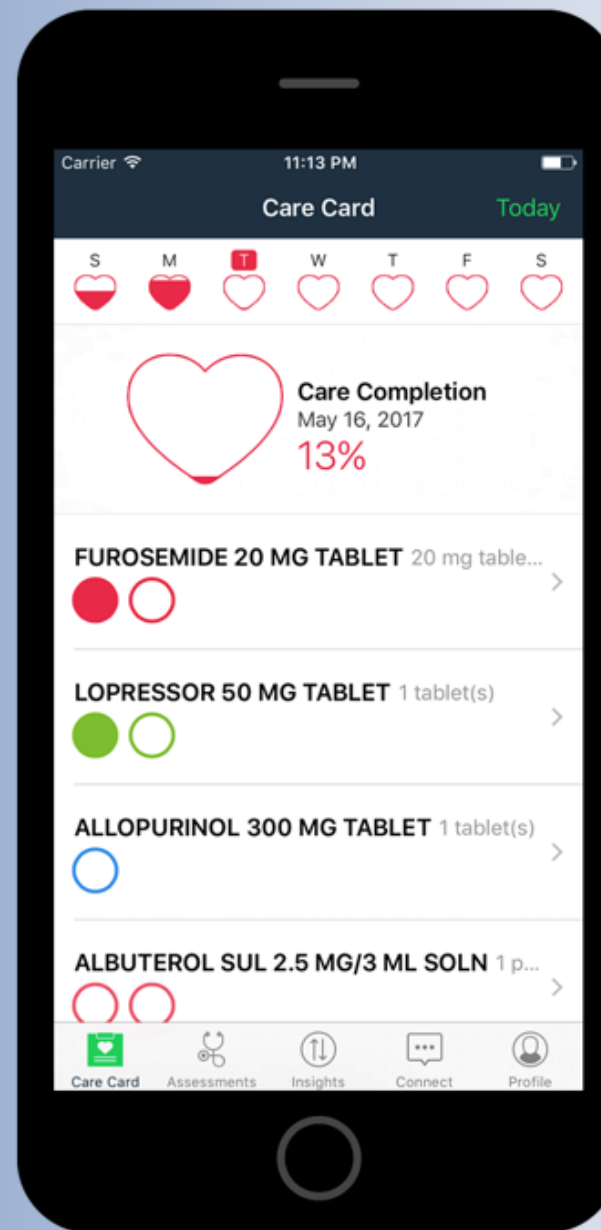 Carrier 11:13 PM
Care Card Today
S M T W T F S
Care Completion
May 16, 2017
13%
FUROSEMIDE 20 MG TABLET 20 mg table...
LOPRESSOR 50 MG TABLET 1 tablet(s)
ALLOPURINOL 300 MG TABLET 1 tablet(s)
ALBUTEROL SUL 2.5 MG/3 ML SOLN 1 p...
Care Card Assessments Insights Connect Profile